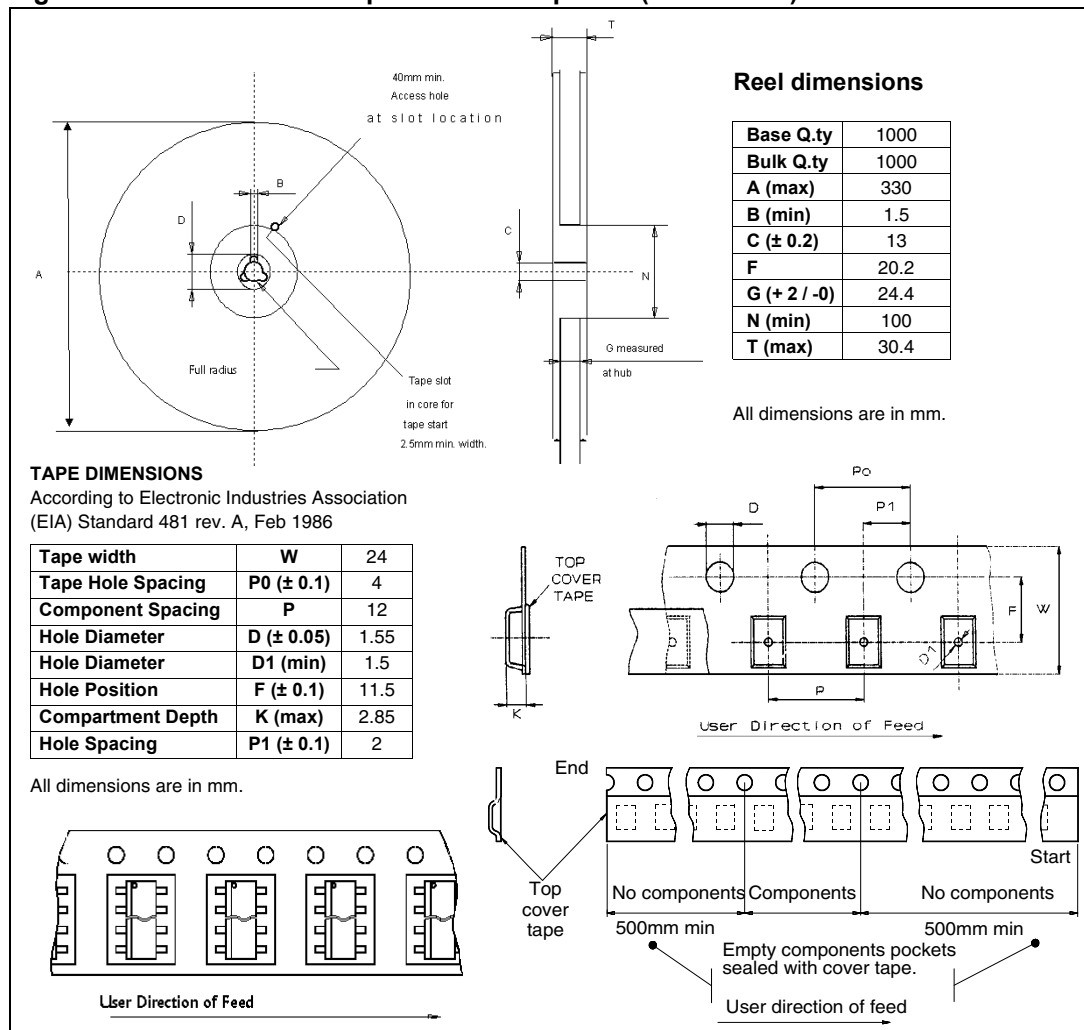 T
40mm min.
Access hole
at slot location
B
D
A
C
N
Full radius
Tape slot
in core for
tape start
2.5mm min. width.
G measured
at hub
Reel dimensions
Base Q.ty 1000
Bulk Q.ty 1000
A (max) 330
B (min) 1.5
C (± 0.2) 13
F 20.2
G (+ 2 / -0) 24.4
N (min) 100
T (max) 30.4
All dimensions are in mm.
TAPE DIMENSIONS
According to Electronic Industries Association
(EIA) Standard 481 rev. A, Feb 1986
Tape width W 24
Tape Hole Spacing P0 (± 0.1) 4
Component Spacing P 12
Hole Diameter D (± 0.05) 1.55
Hole Diameter D1 (min) 1.5
Hole Position F (± 0.1) 11.5
Compartment Depth K (max) 2.85
Hole Spacing P1 (± 0.1) 2
All dimensions are in mm.
TOP
COVER
TAPE
K
Po
D
P1
F
W
D1
P
User Direction of Feed
End
Start
Top
cover
tape
No components Components No components
500mm min 500mm min
Empty components pockets
sealed with cover tape.
User direction of feed
User Direction of Feed